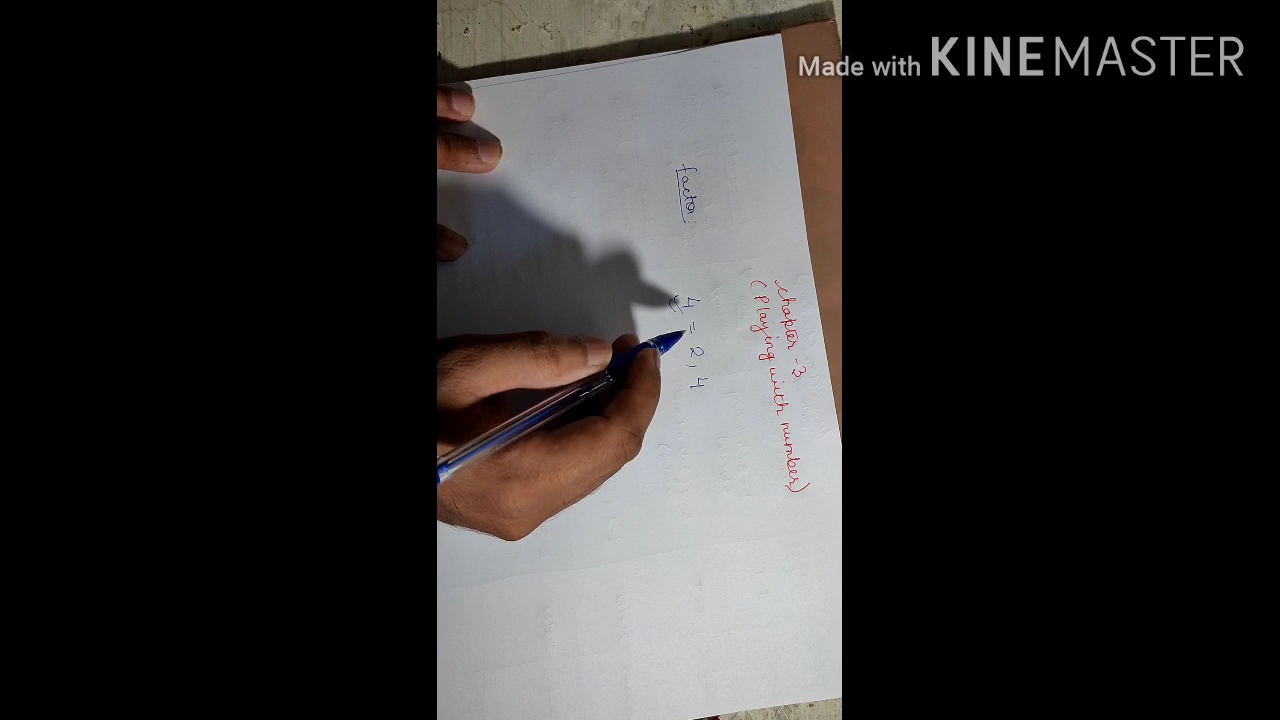 Made with KINEMASTER
Chapter - 3
(Playing with number)
factor:
4 = 2, 4